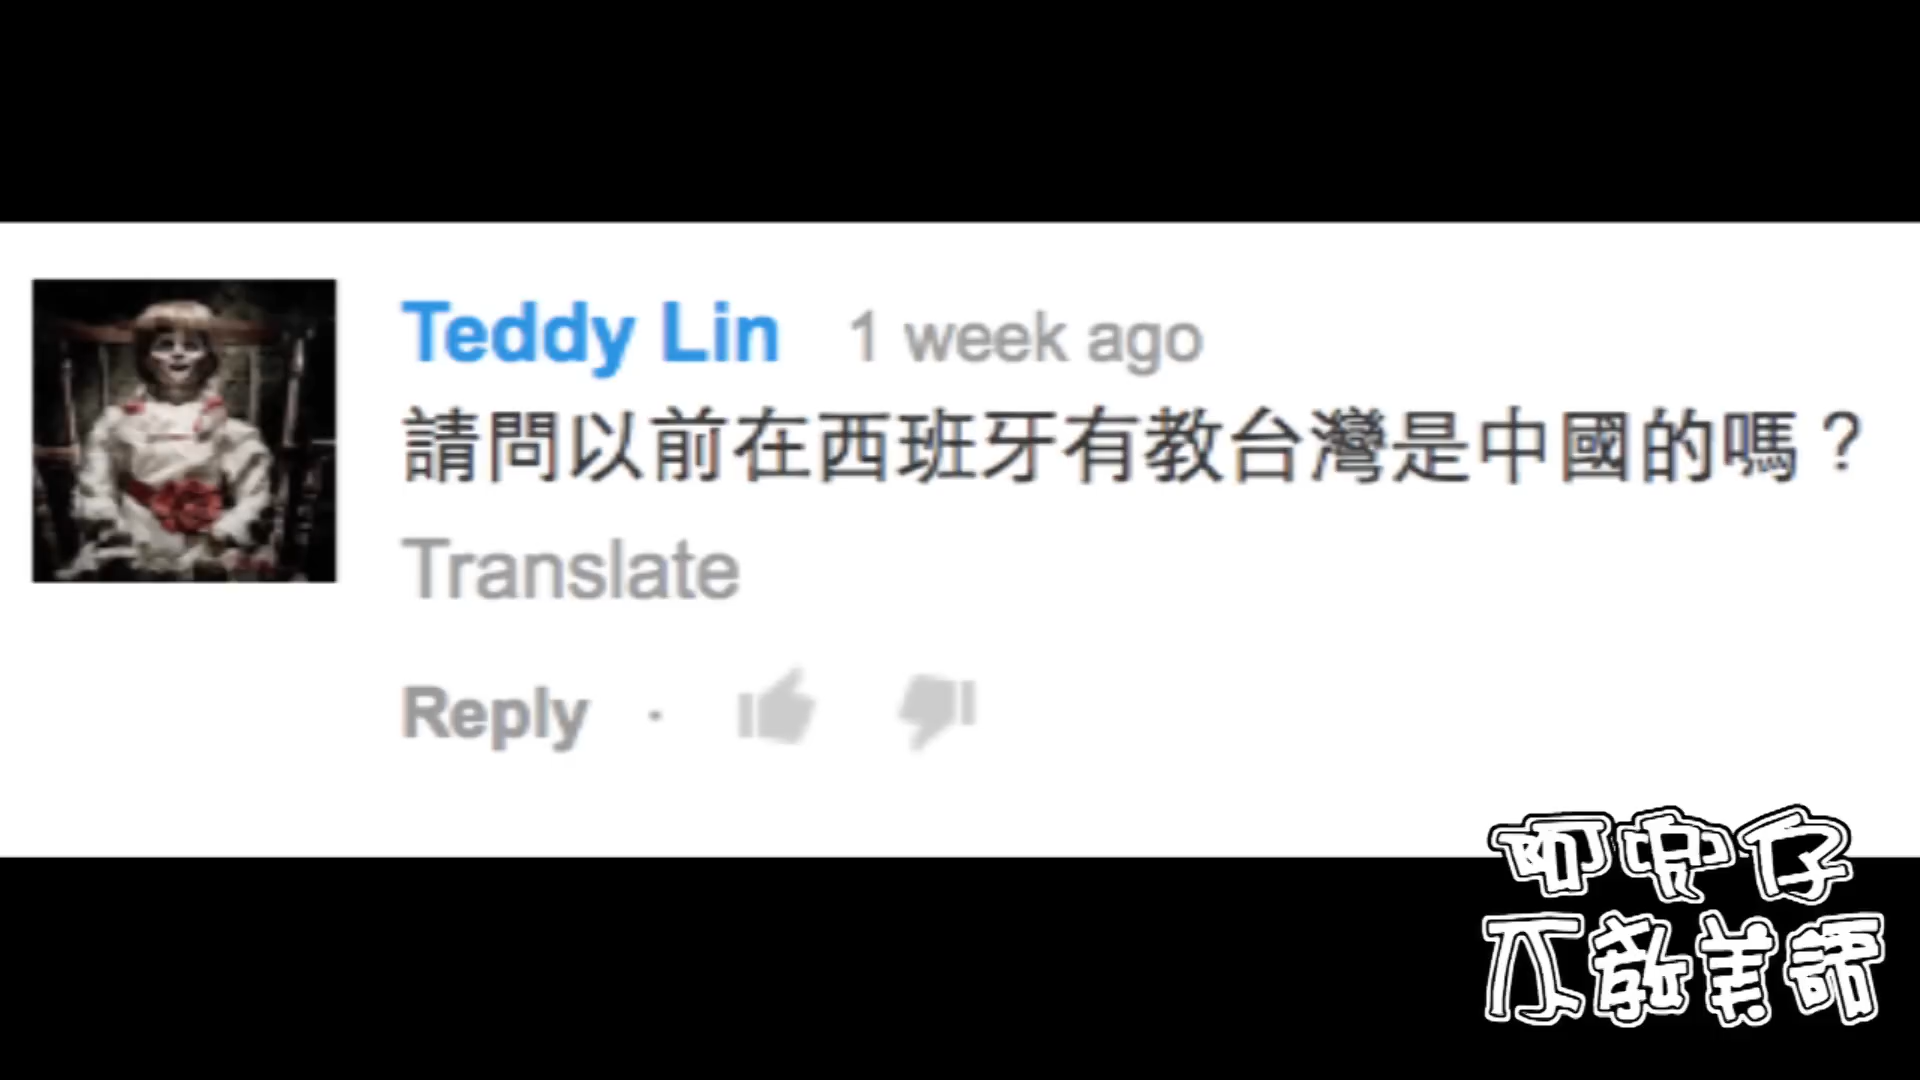 Teddy Lin 1 week ago
請問以前在西班牙有教台灣是中國的嗎？
Translate
Reply ·
阿兜仔
不教美語